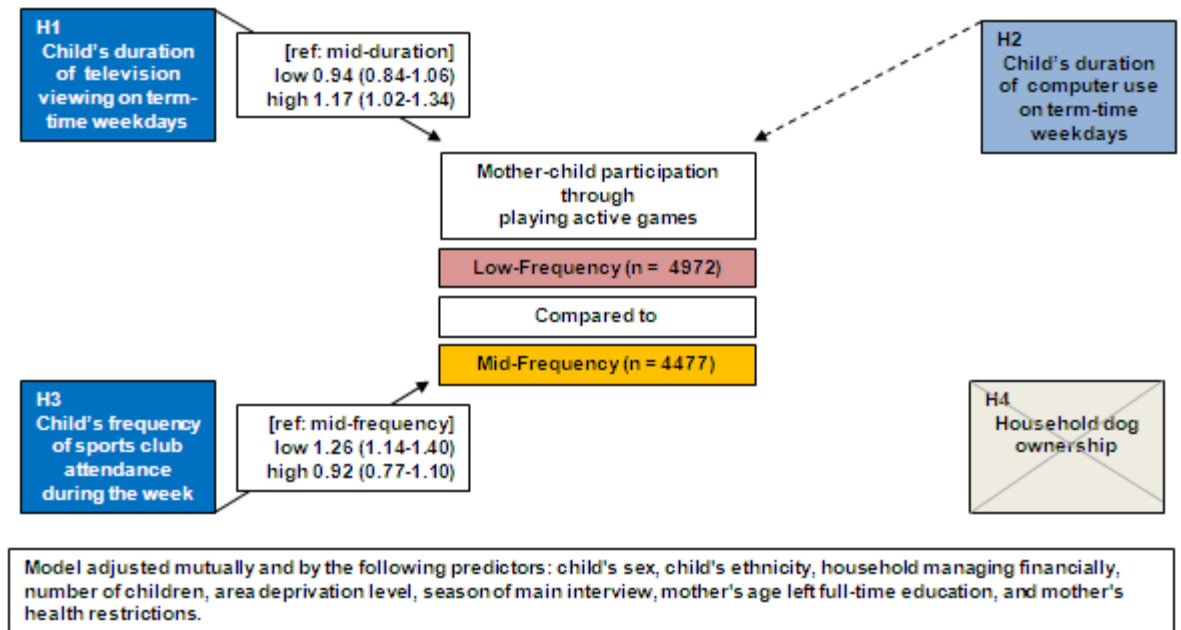 H1
Child's duration
of television
viewing on term-
time weekdays
[ref: mid-duration]
low 0.94 (0.84-1.06)
high 1.17 (1.02-1.34)
H2
Child's duration
of computer use
on term-time
weekdays
Mother-child participation
through
playing active games
Low-Frequency (n = 4972)
Compared to
Mid-Frequency (n = 4477)
H3
Child's frequency
of sports club
attendance
during the week
[ref: mid-frequency]
low 1.26 (1.14-1.40)
high 0.92 (0.77-1.10)
H4
Household dog
ownership
Model adjusted mutually and by the following predictors: child's sex, child's ethnicity, household managing financially,
number of children, area deprivation level, season of main interview, mother's age left full-time education, and mother's
health restrictions.